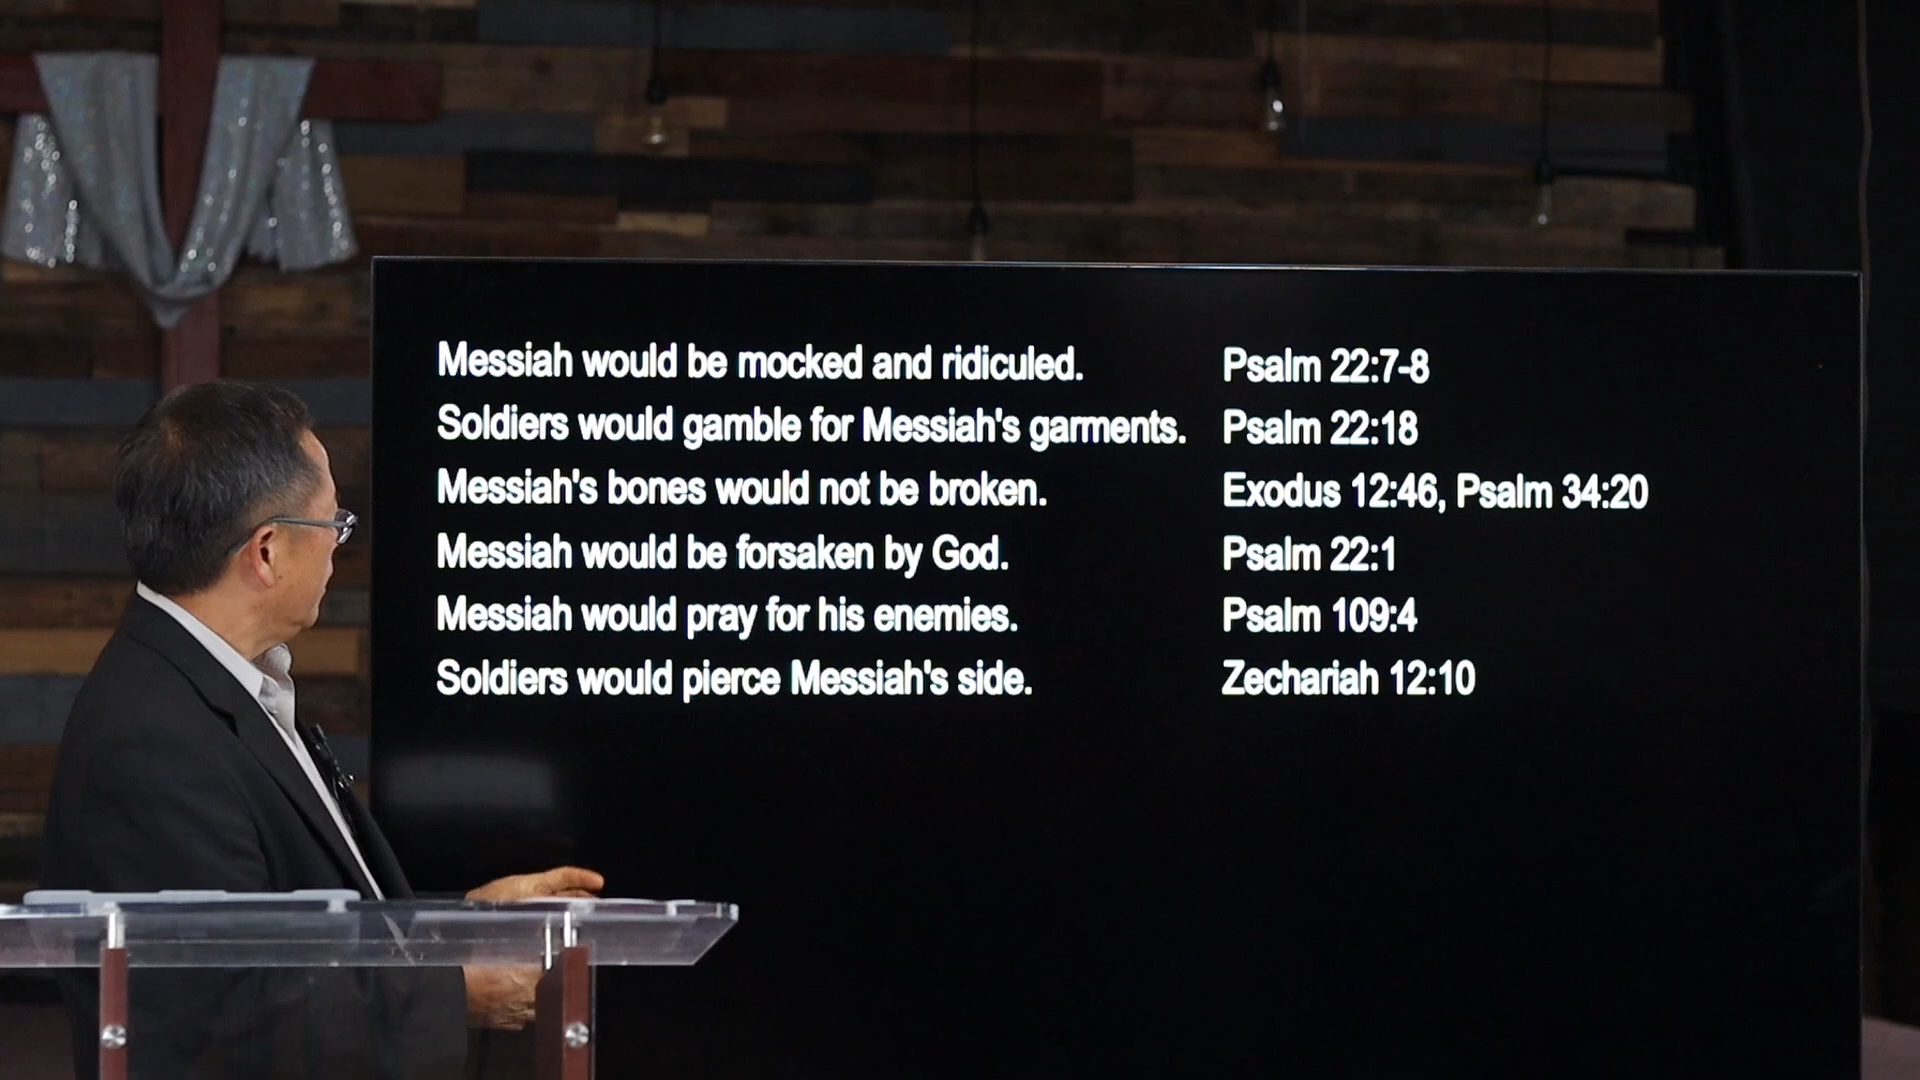 Messiah would be mocked and ridiculed. Psalm 22:7-8
Soldiers would gamble for Messiah's garments. Psalm 22:18
Messiah's bones would not be broken. Exodus 12:46, Psalm 34:20
Messiah would be forsaken by God. Psalm 22:1
Messiah would pray for his enemies. Psalm 109:4
Soldiers would pierce Messiah's side. Zechariah 12:10